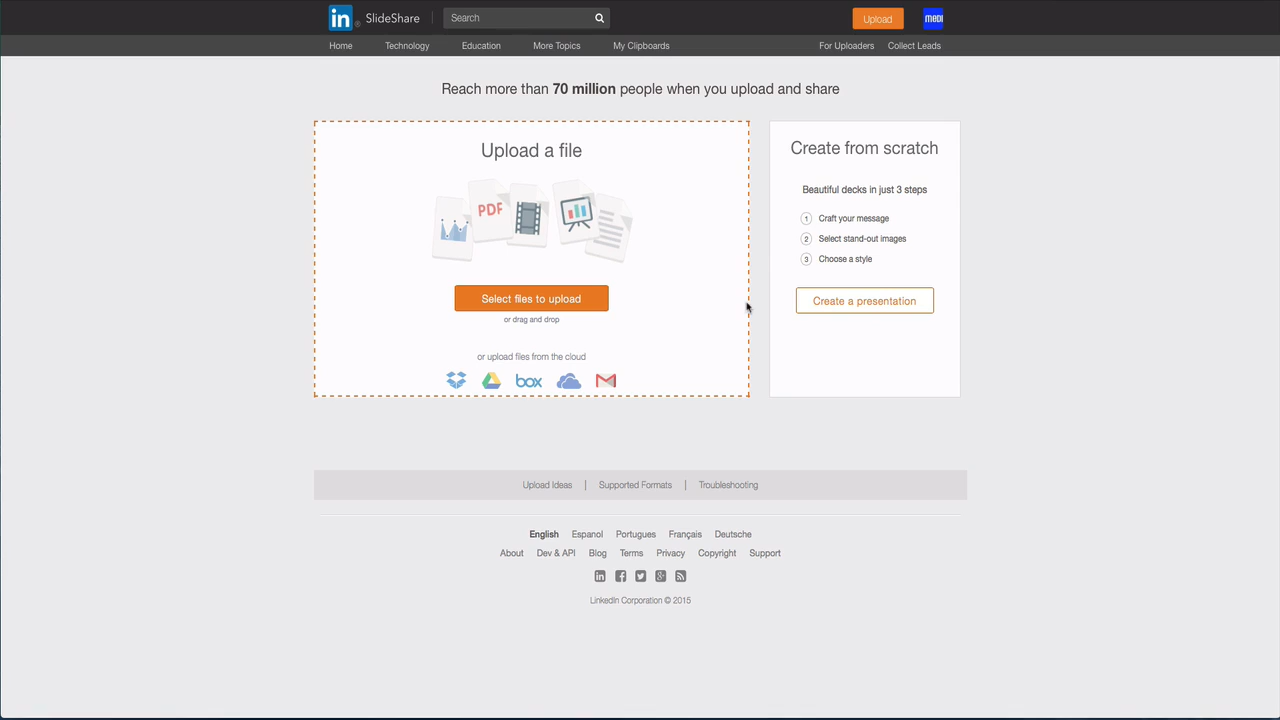 in SlideShare Search Upload MODI
Home Technology Education More Topics My Clipboards For Uploaders Collect Leads
Reach more than 70 million people when you upload and share
Upload a file
PDF
Select files to upload
or drag and drop
or upload files from the cloud
box
Create from scratch
Beautiful decks in just 3 steps
1 Craft your message
2 Select stand-out images
3 Choose a style
Create a presentation
Upload Ideas | Supported Formats | Troubleshooting
English Espanol Portugues Français Deutsche
About Dev & API Blog Terms Privacy Copyright Support
LinkedIn Corporation © 2015